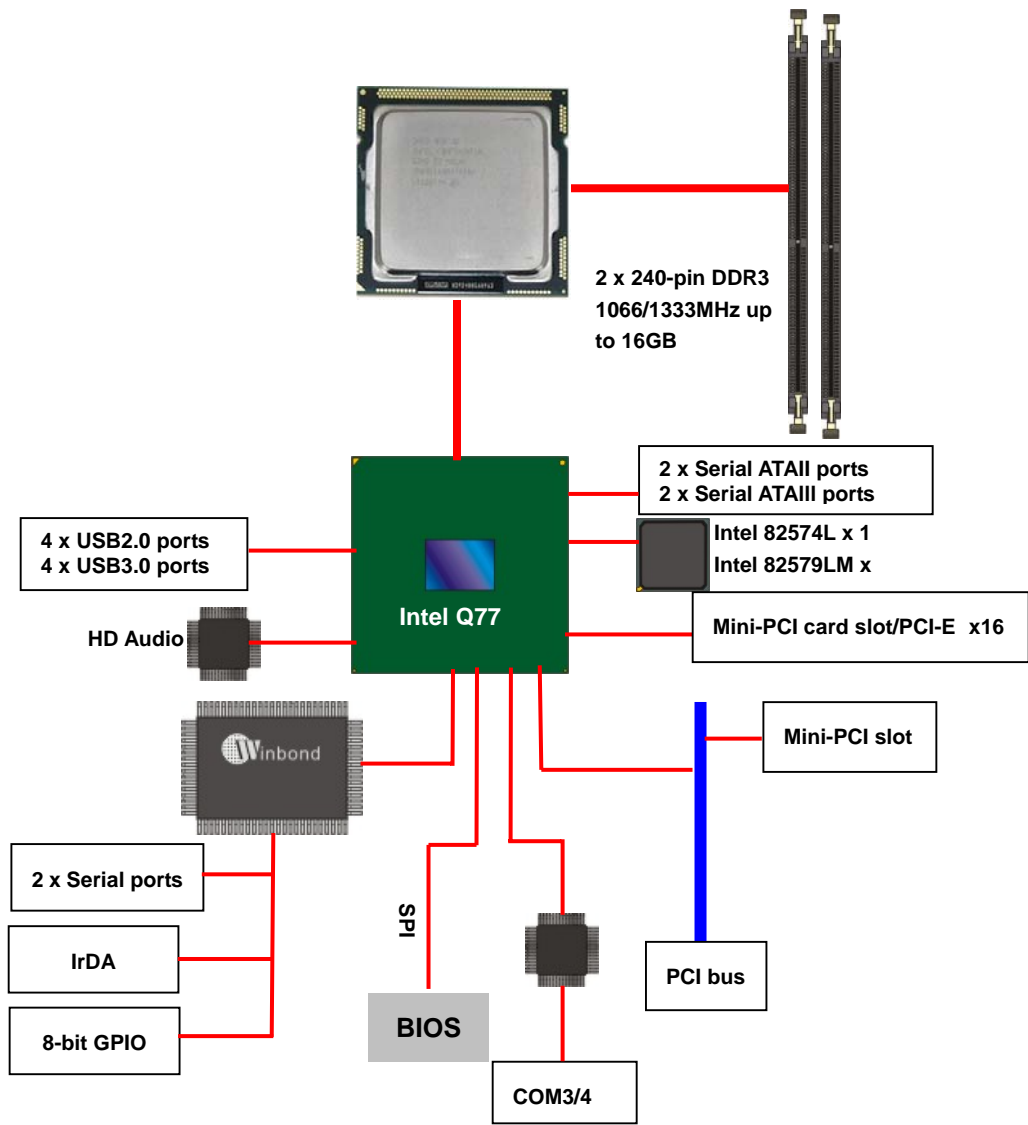 2 x 240-pin DDR3
1066/1333MHz up
to 16GB
2 x Serial ATAII ports
2 x Serial ATAIII ports
4 x USB2.0 ports
4 x USB3.0 ports
Intel 82574L x 1
Intel 82579LM x
Intel Q77
HD Audio
Mini-PCI card slot/PCI-E x16
Winbond
Mini-PCI slot
2 x Serial ports
SPI
IrDA
PCI bus
BIOS
8-bit GPIO
COM3/4